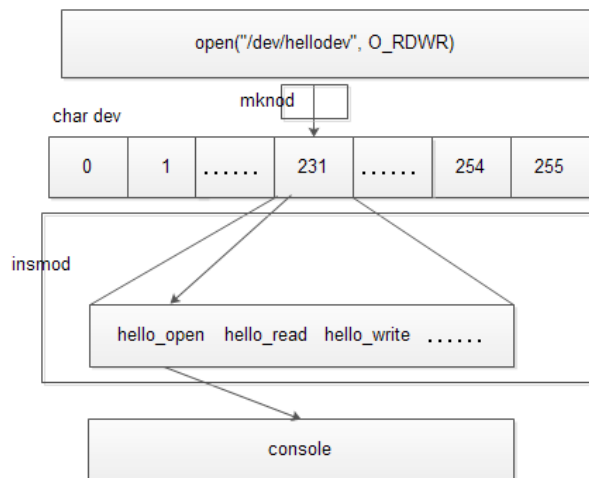 open("/dev/hellodev", O_RDWR)
mknod
char dev
0 1 ...... 231 ...... 254 255
insmod
hello_open hello_read hello_write ......
console